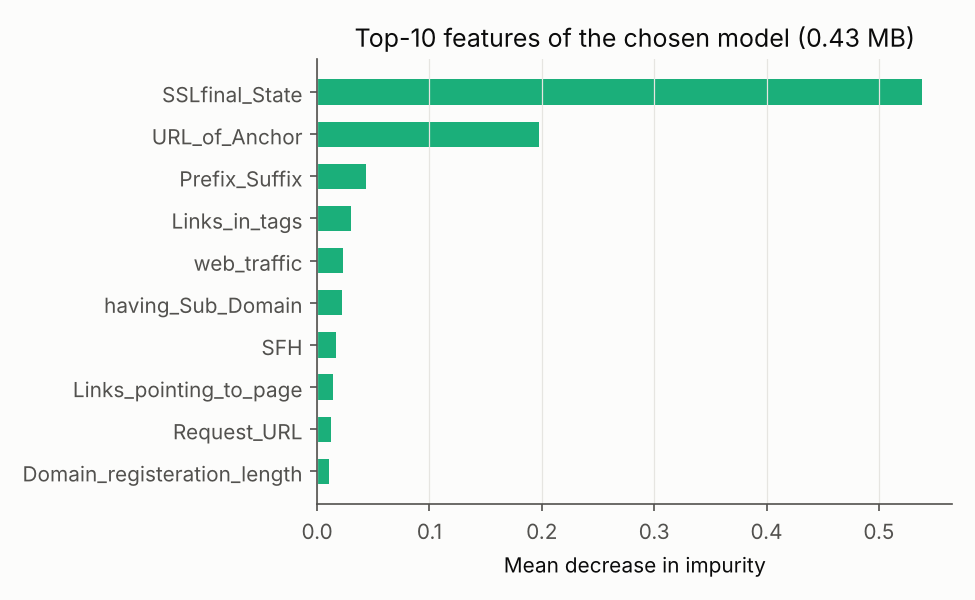 Top-10 features of the chosen model (0.43 MB)
SSLfinal_State
URL_of_Anchor
Prefix_Suffix
Links_in_tags
web_traffic
having_Sub_Domain
SFH
Links_pointing_to_page
Request_URL
Domain_registeration_length
0.0 0.1 0.2 0.3 0.4 0.5
Mean decrease in impurity